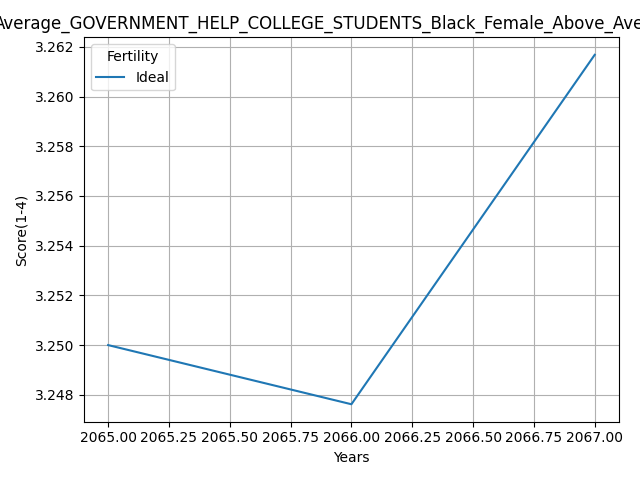 Average_GOVERNMENT_HELP_COLLEGE_STUDENTS_Black_Female_Above_Ave
Fertility
Ideal
3.262
3.260
3.258
3.256
3.254
3.252
3.250
3.248
Score(1-4)
2065.00 2065.25 2065.50 2065.75 2066.00 2066.25 2066.50 2066.75 2067.00
Years